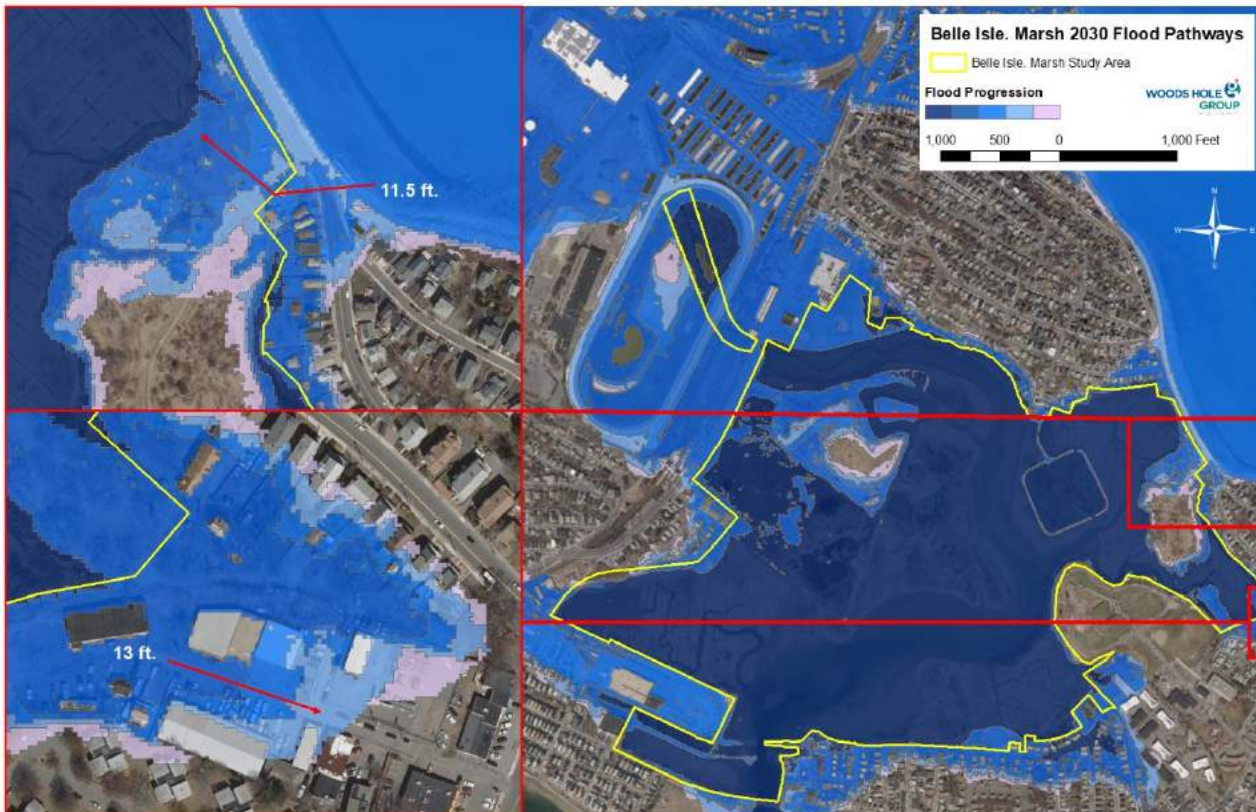 Belle Isle. Marsh 2030 Flood Pathways
Belle Isle. Marsh Study Area
Flood Progression
WOODS HOLE
GROUP
1,000 500 0 1,000 Feet
N
W E
S
11.5 ft.
13 ft.